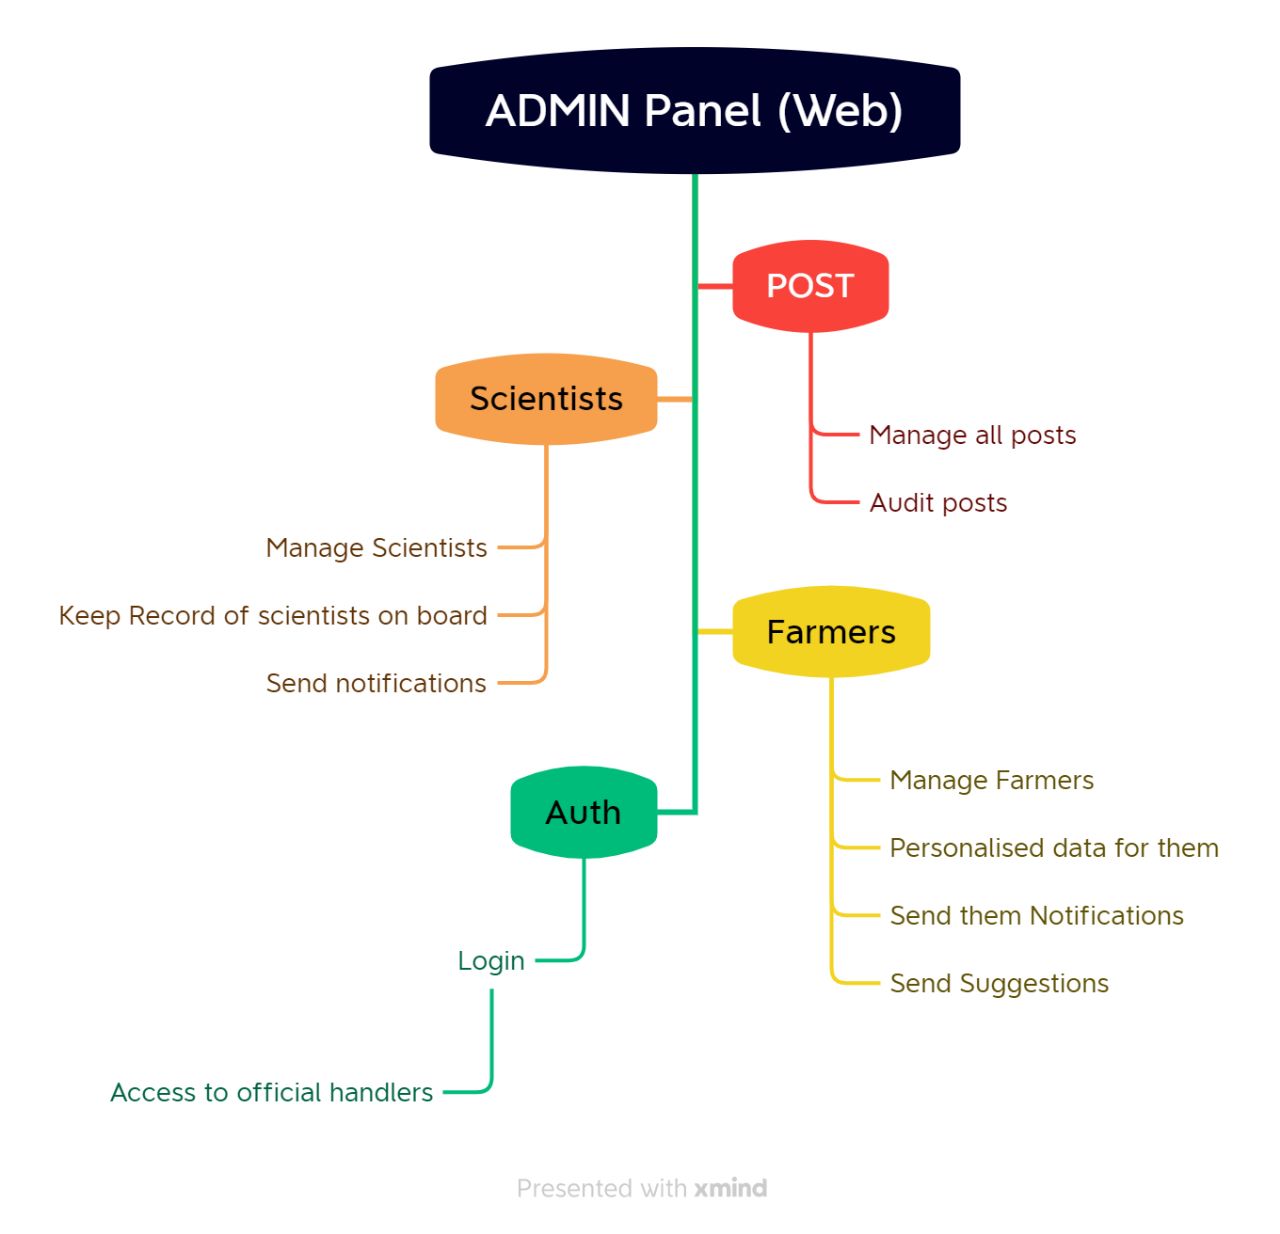 ADMIN Panel (Web)
POST
Manage all posts
Audit posts
Scientists
Manage Scientists
Keep Record of scientists on board
Send notifications
Farmers
Manage Farmers
Personalised data for them
Send them Notifications
Send Suggestions
Auth
Login
Access to official handlers
Presented with xmind